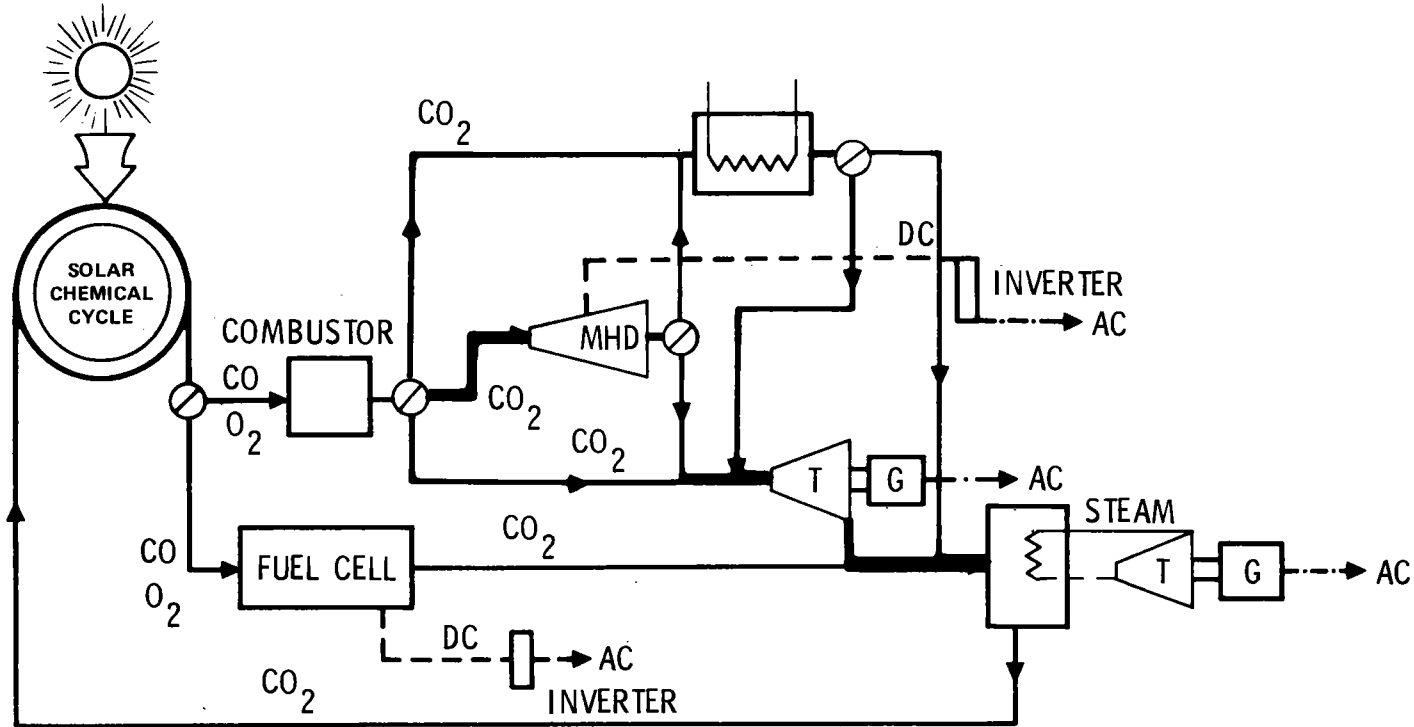 CO2
SOLAR
CHEMICAL
CYCLE
DC
INVERTER
AC
COMBUSTOR
MHD
CO
O2
CO2
CO2
T
G
AC
STEAM
CO2
CO
O2
FUEL CELL
T
G
AC
DC
AC
INVERTER
CO2